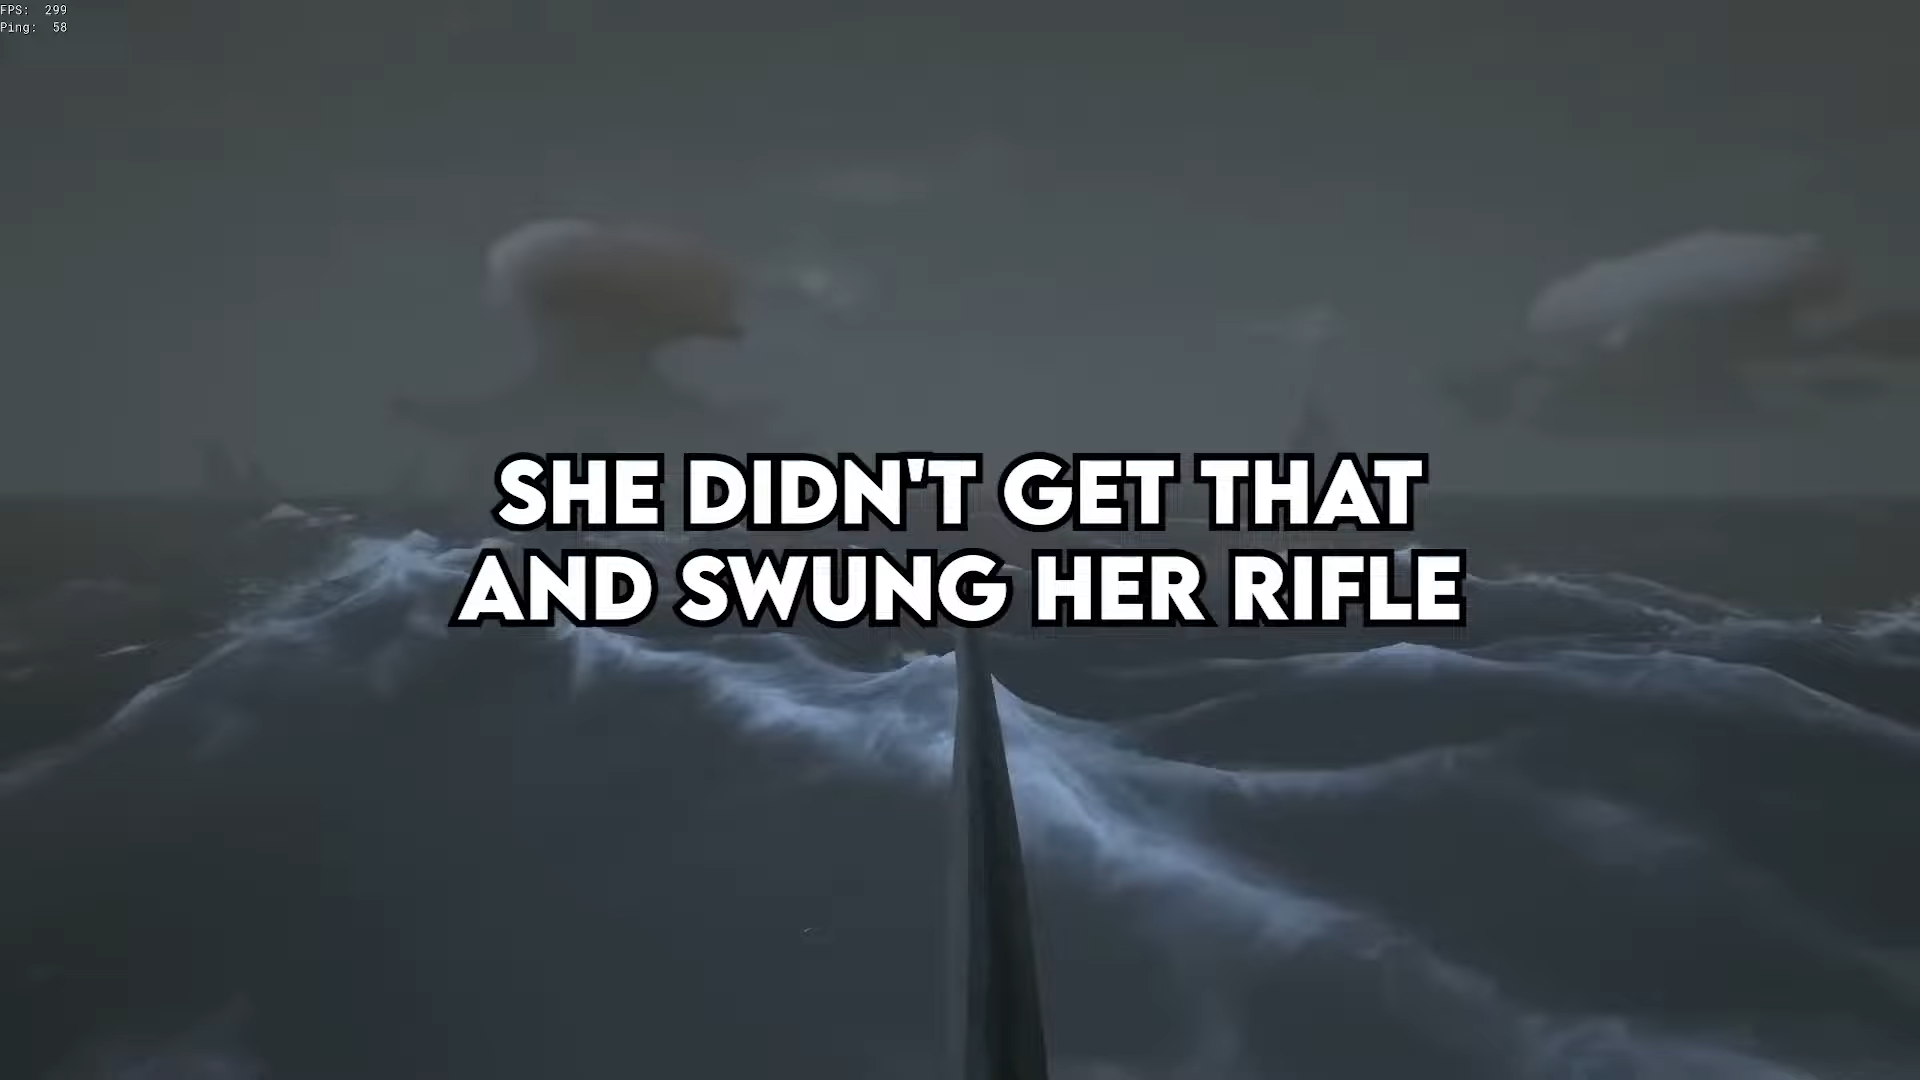 FPS: 299
Ping: 58
SHE DIDN'T GET THAT
AND SWUNG HER RIFLE